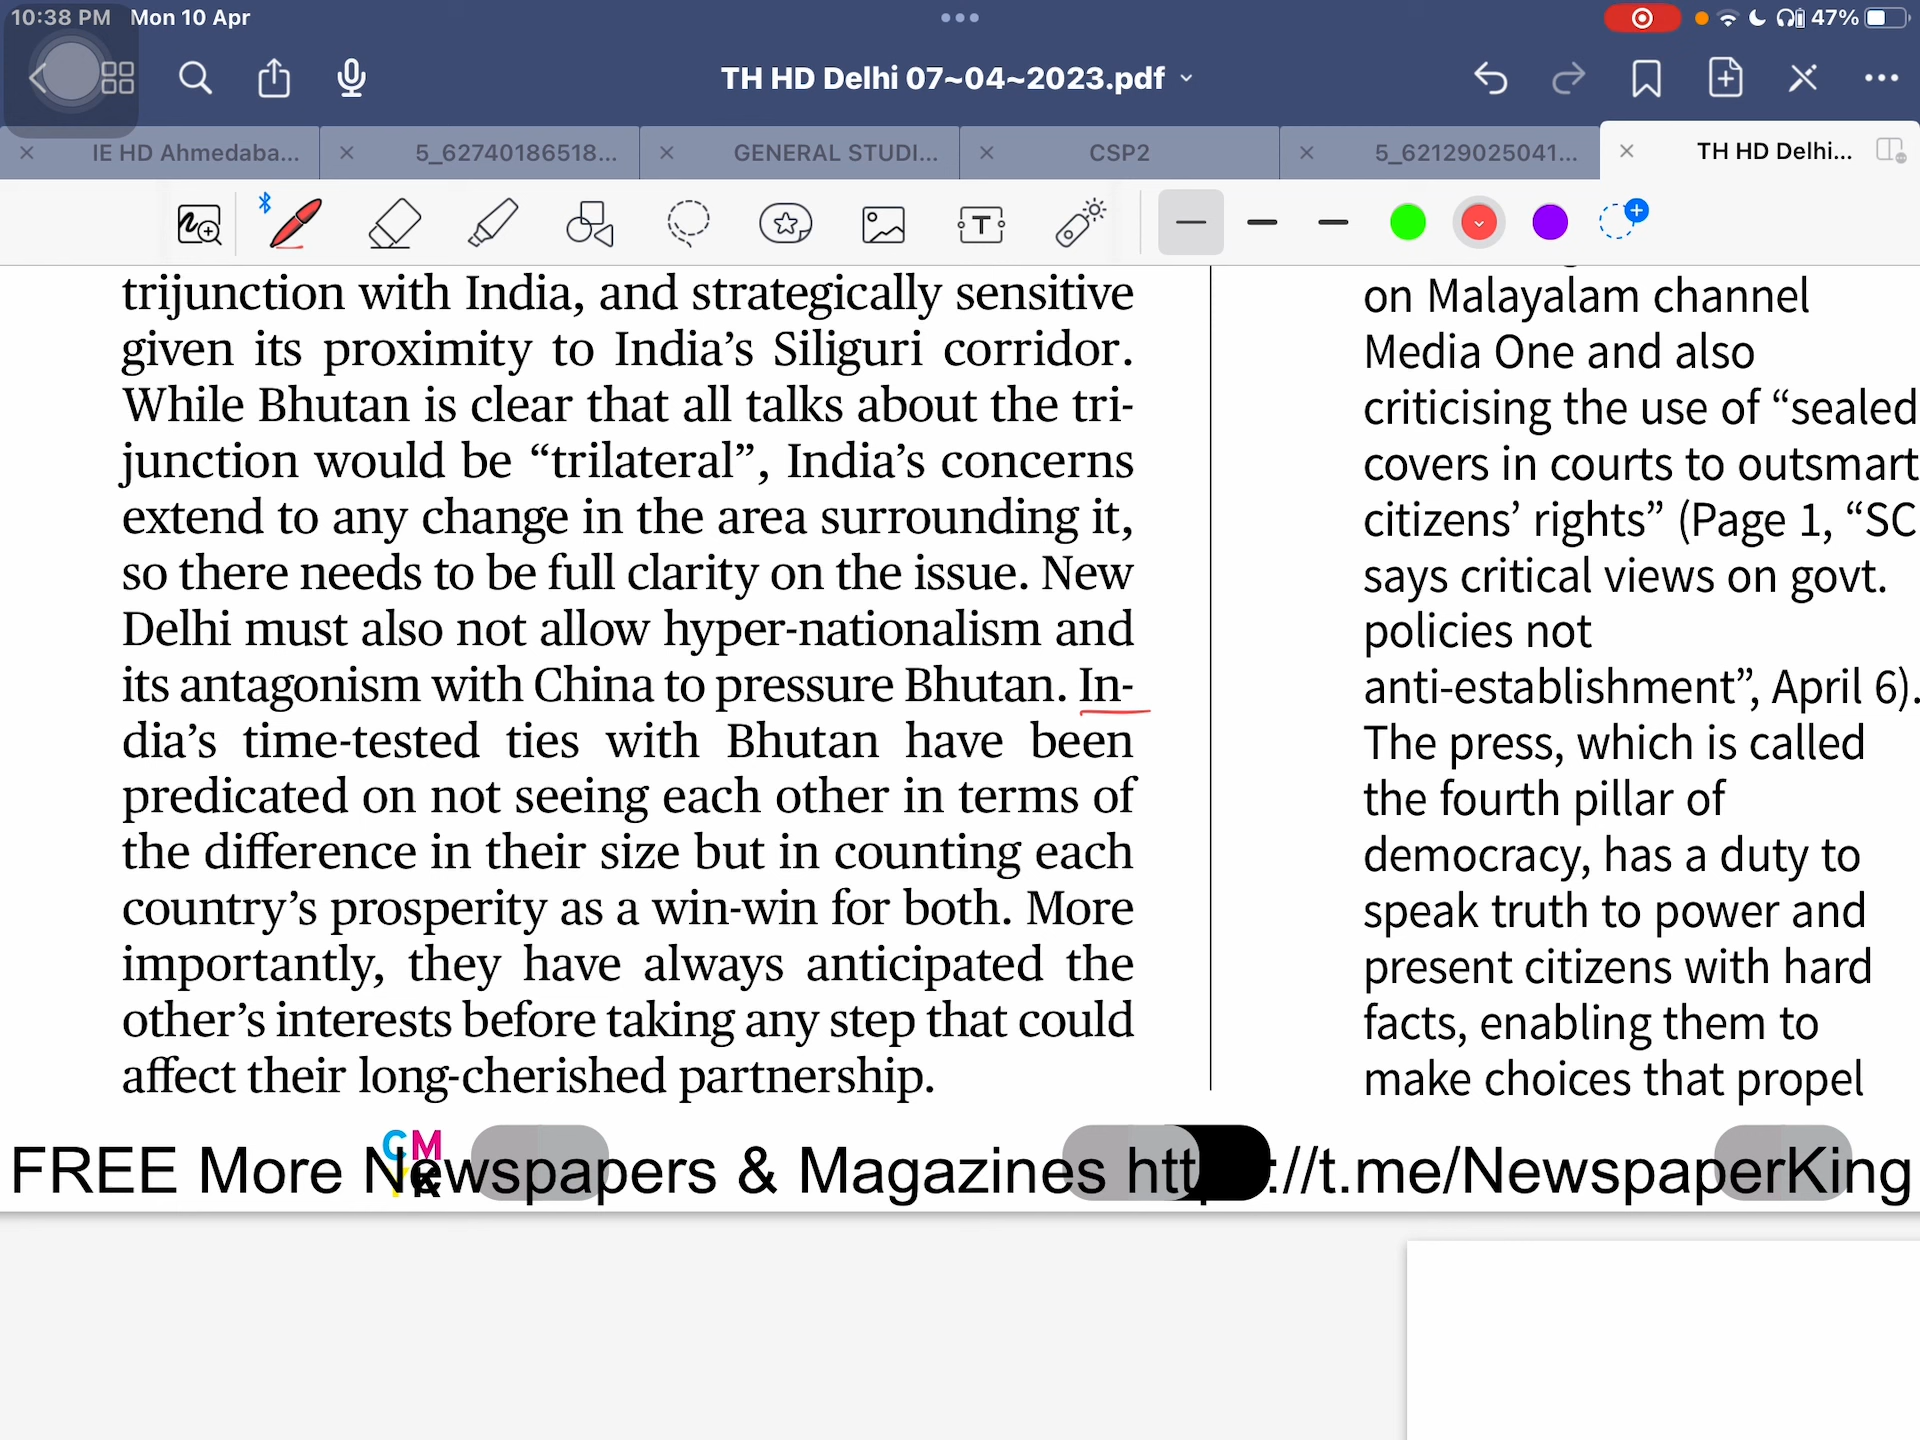 10:38 PM Mon 10 Apr
47%
TH HD Delhi 07~04~2023.pdf
IE HD Ahmedaba...
5_62740186518...
GENERAL STUDI...
CSP2
5_62129025041...
TH HD Delhi...
trijunction with India, and strategically sensitive
given its proximity to India’s Siliguri corridor.
While Bhutan is clear that all talks about the tri-
junction would be “trilateral”, India’s concerns
extend to any change in the area surrounding it,
so there needs to be full clarity on the issue. New
Delhi must also not allow hyper-nationalism and
its antagonism with China to pressure Bhutan. In-
dia’s time-tested ties with Bhutan have been
predicated on not seeing each other in terms of
the difference in their size but in counting each
country’s prosperity as a win-win for both. More
importantly, they have always anticipated the
other’s interests before taking any step that could
affect their long-cherished partnership.
on Malayalam channel
Media One and also
criticising the use of “sealed
covers in courts to outsmart
citizens’ rights” (Page 1, “SC
says critical views on govt.
policies not
anti-establishment”, April 6).
The press, which is called
the fourth pillar of
democracy, has a duty to
speak truth to power and
present citizens with hard
facts, enabling them to
make choices that propel
CM
YK
FREE More Newspapers & Magazines https://t.me/NewspaperKing